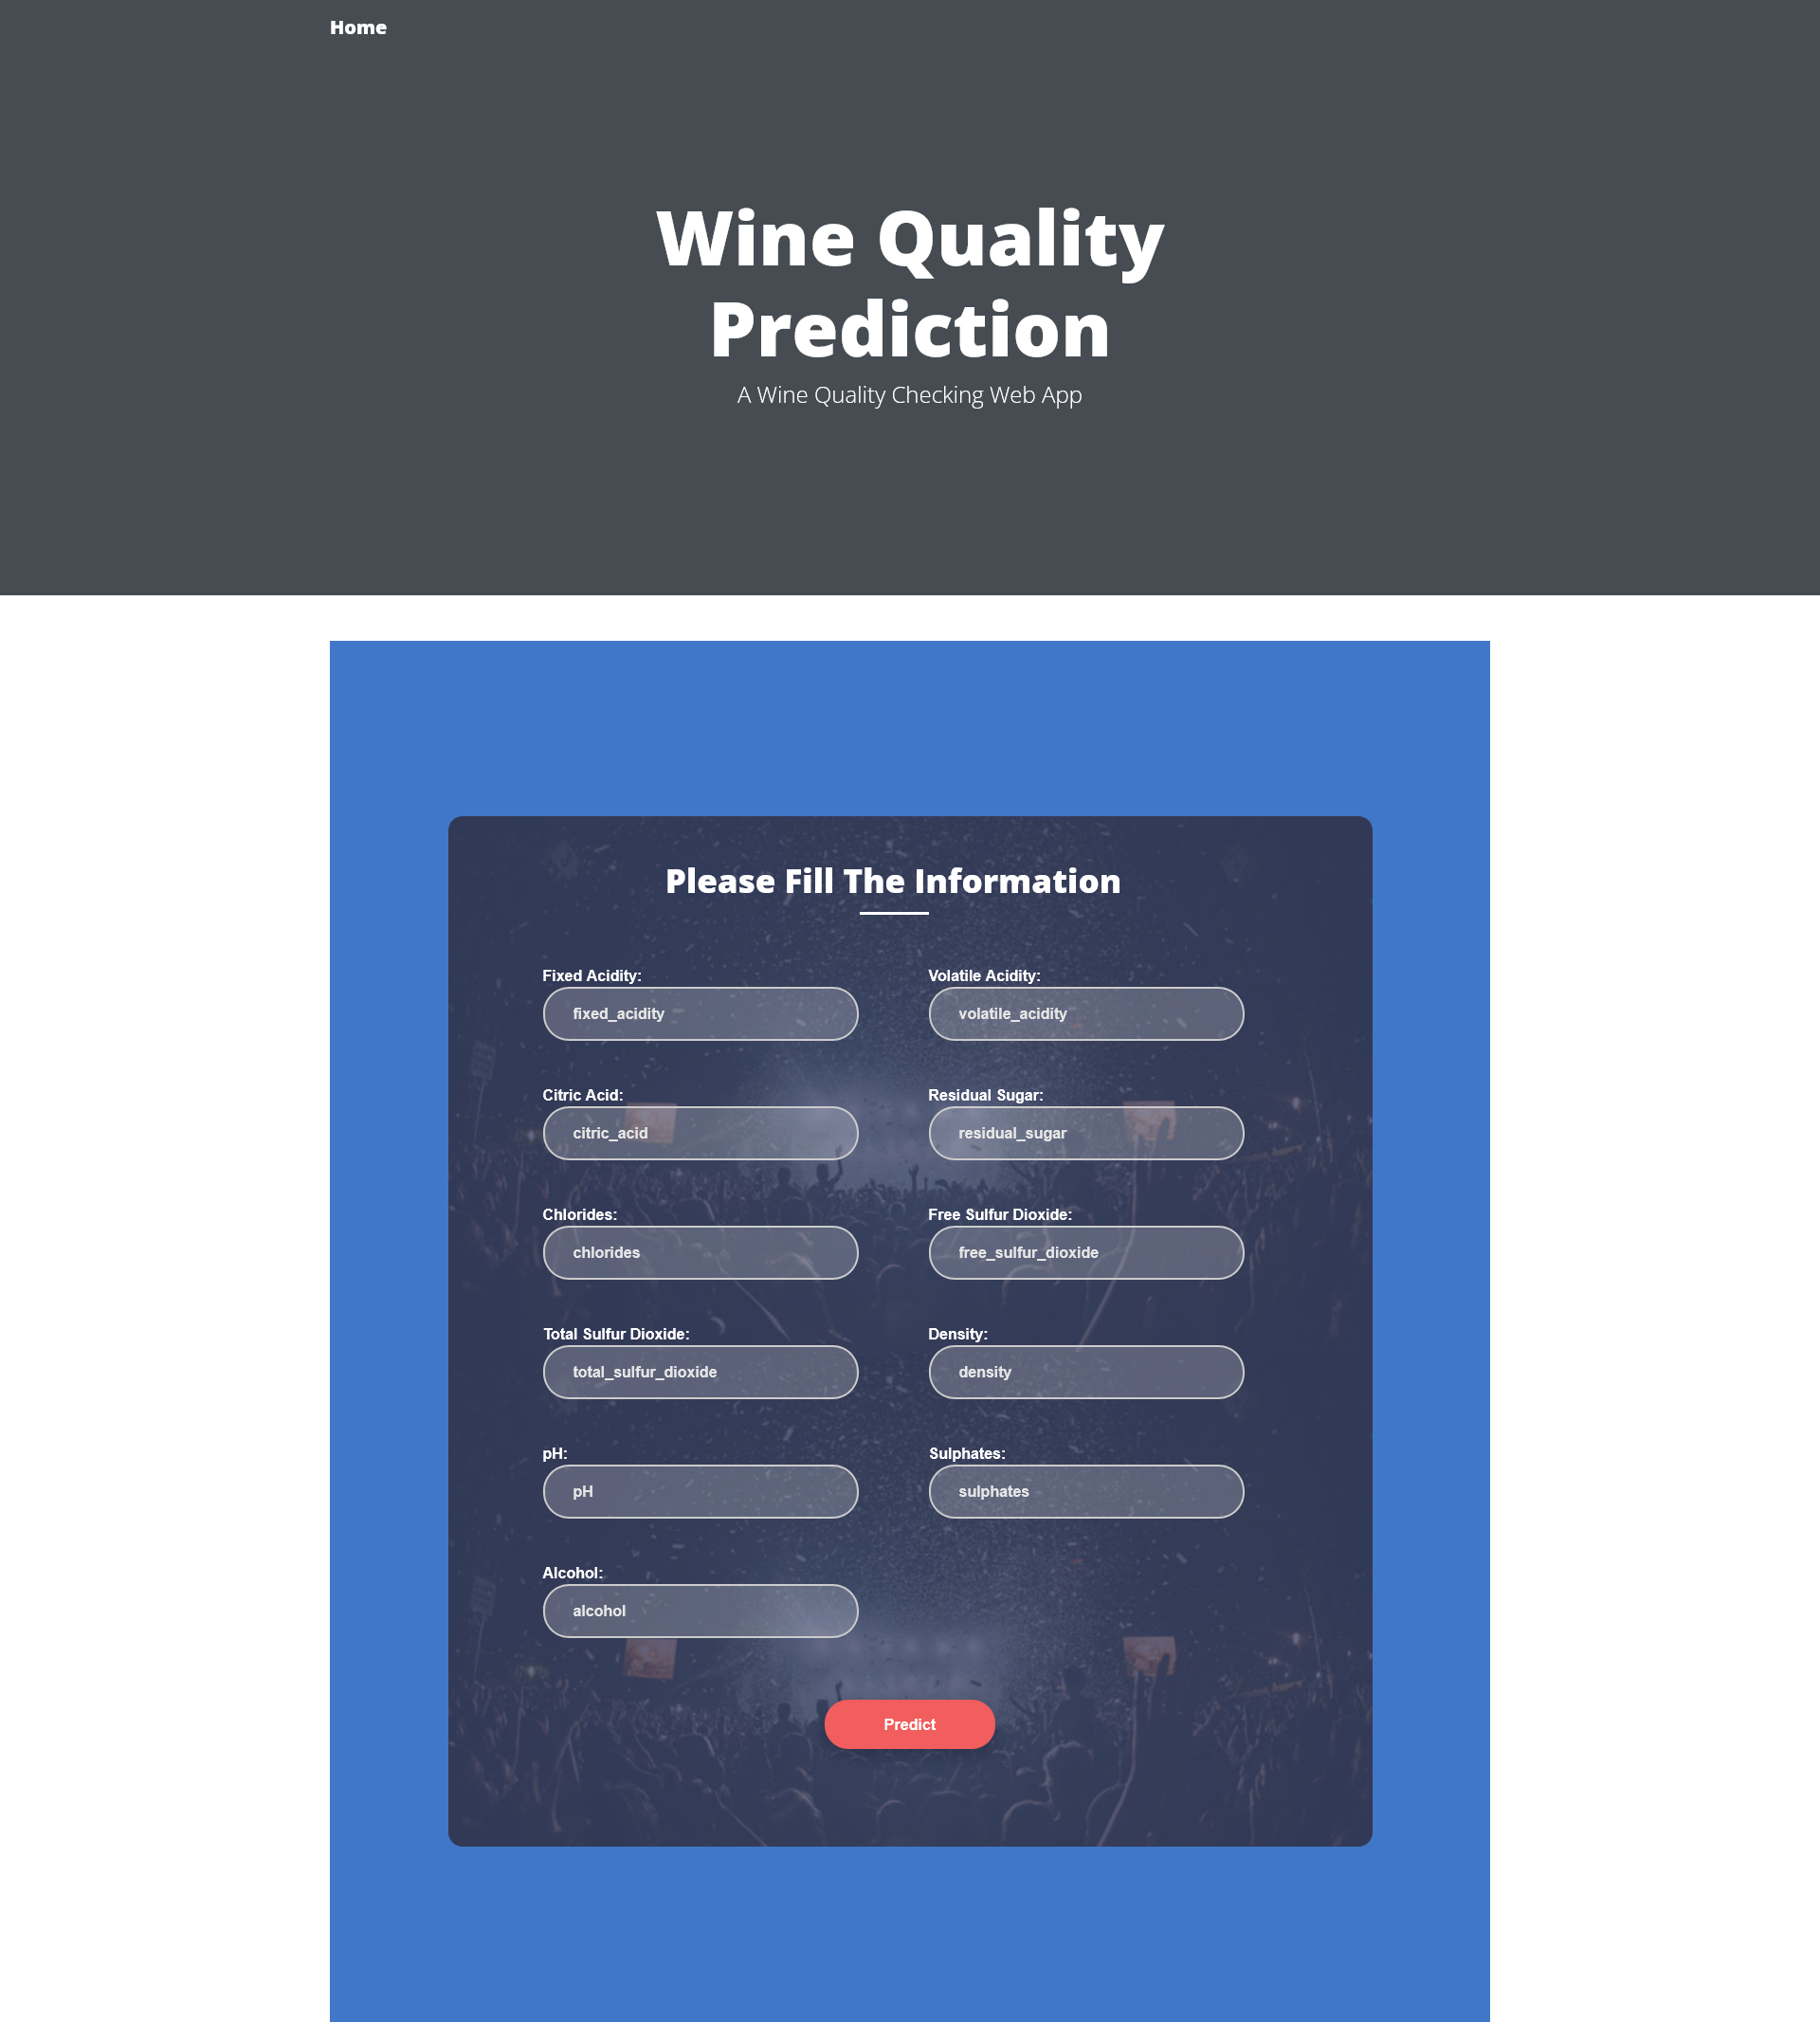 Home
Wine Quality
Prediction
A Wine Quality Checking Web App
Please Fill The Information
Fixed Acidity:
fixed_acidity
Volatile Acidity:
volatile_acidity
Citric Acid:
citric_acid
Residual Sugar:
residual_sugar
Chlorides:
chlorides
Free Sulfur Dioxide:
free_sulfur_dioxide
Total Sulfur Dioxide:
total_sulfur_dioxide
Density:
density
pH:
pH
Sulphates:
sulphates
Alcohol:
alcohol
Predict